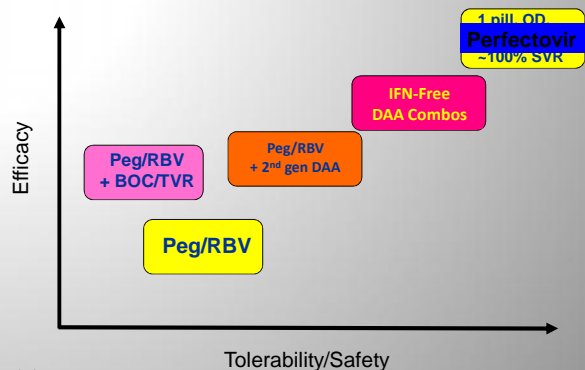 1 pill, OD,
Perfectovir
~100% SVR
IFN-Free
DAA Combos
Peg/RBV
+ 2nd gen DAA
Peg/RBV
+ BOC/TVR
Peg/RBV
Efficacy
Tolerability/Safety